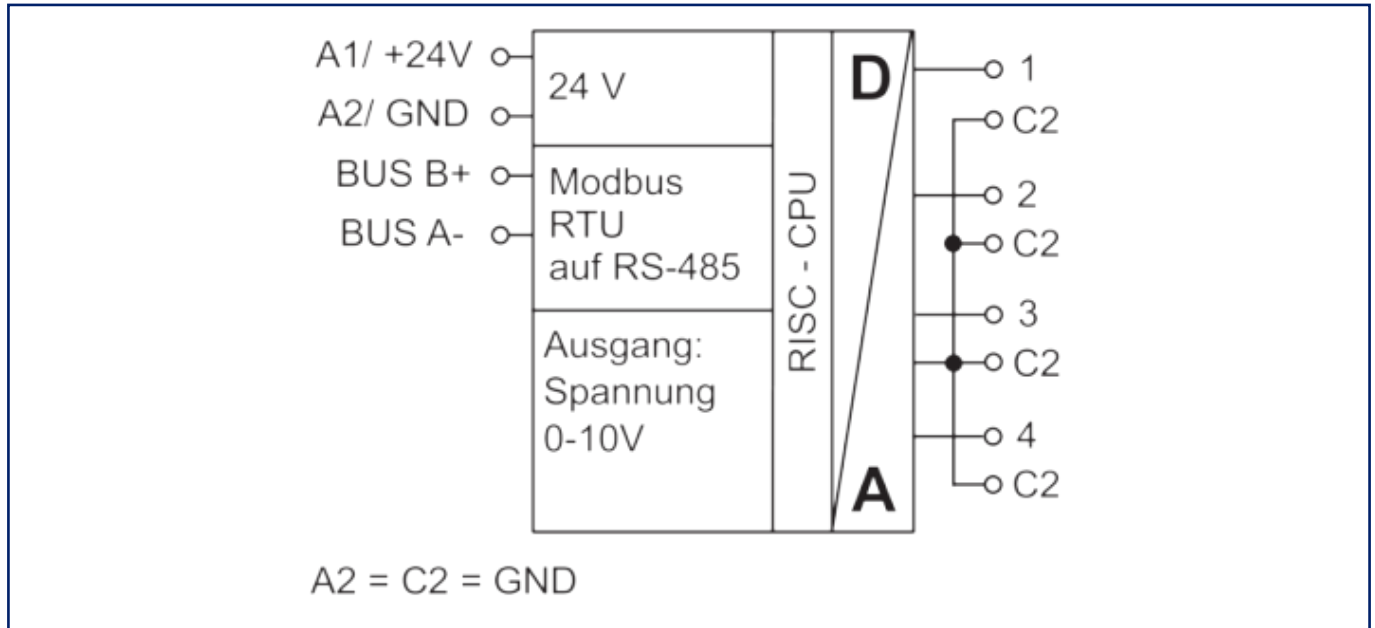 A1/ +24V
A2/ GND
BUS B+
BUS A-
24 V
Modbus
RTU
auf RS-485
Ausgang:
Spannung
0-10V
RISC - CPU
D
A
1
C2
2
C2
3
C2
4
C2
A2 = C2 = GND